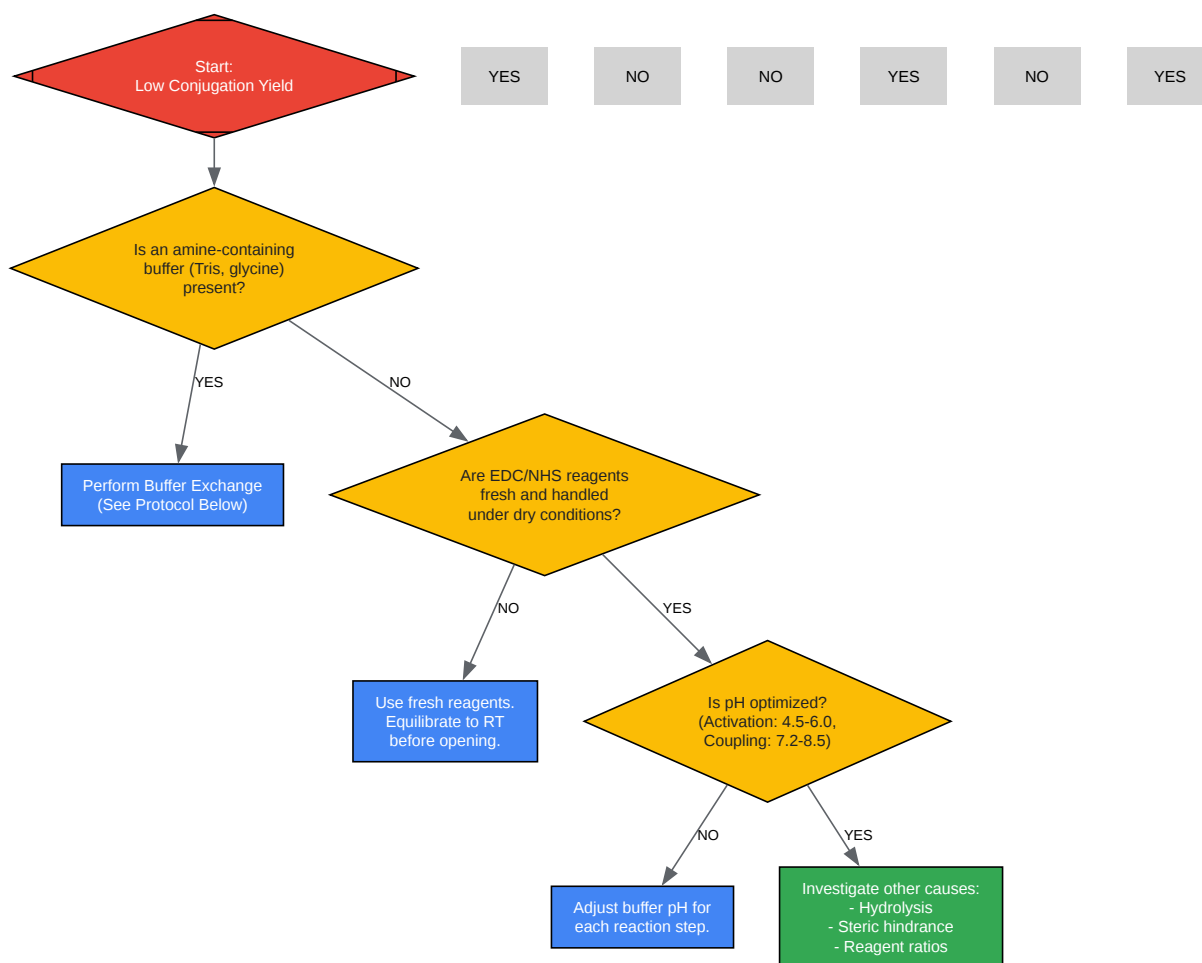 Start:
Low Conjugation Yield
YES
NO
NO
YES
NO
YES
Is an amine-containing
buffer (Tris, glycine)
present?
YES
NO
Perform Buffer Exchange
(See Protocol Below)
Are EDC/NHS reagents
fresh and handled
under dry conditions?
NO
YES
Use fresh reagents.
Equilibrate to RT
before opening.
Is pH optimized?
(Activation: 4.5-6.0,
Coupling: 7.2-8.5)
NO
YES
Adjust buffer pH for
each reaction step.
Investigate other causes:
- Hydrolysis
- Steric hindrance
- Reagent ratios